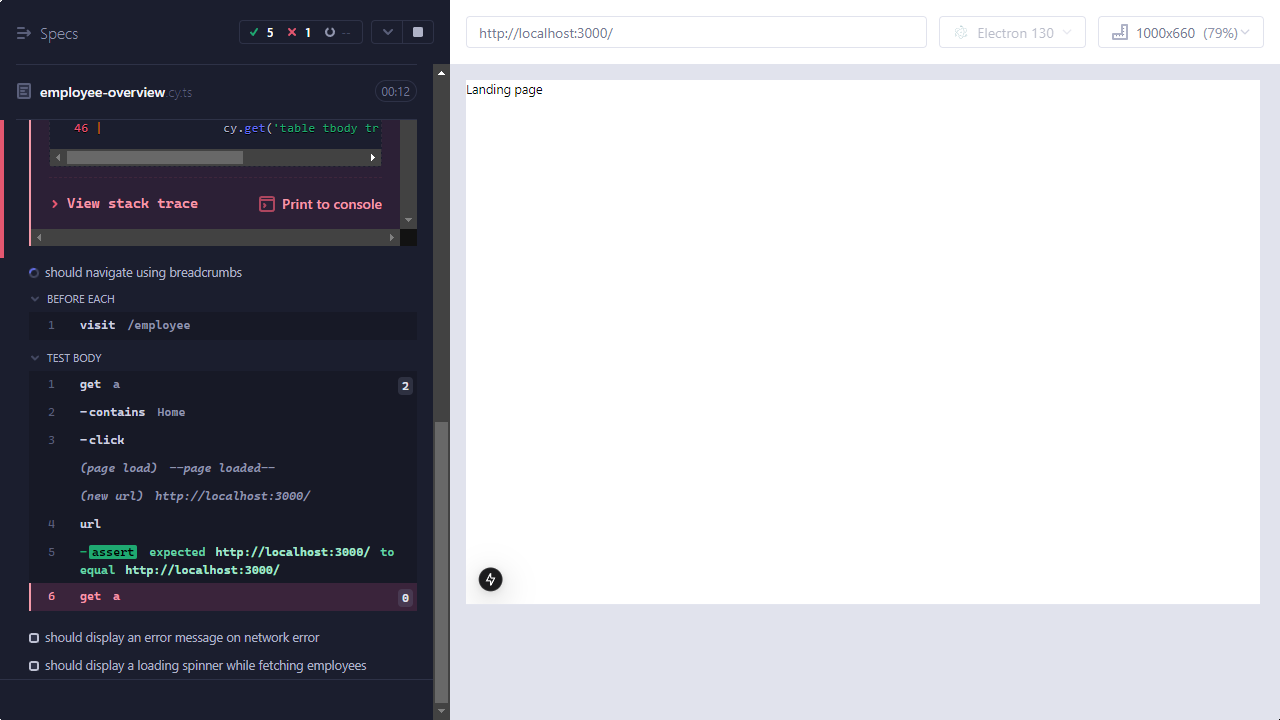 Specs
5
1
--
employee-overview.cy.ts
00:12
46 | cy.get('table tbody tr
View stack trace
Print to console
should navigate using breadcrumbs
BEFORE EACH
1 visit /employee
TEST BODY
1 get a 2
2 -contains Home
3 -click
(page load) --page loaded--
(new url) http://localhost:3000/
4 url
5 -assert expected http://localhost:3000/ to
equal http://localhost:3000/
6 get a 0
should display an error message on network error
should display a loading spinner while fetching employees
http://localhost:3000/
Electron 130
1000x660 (79%)
Landing page